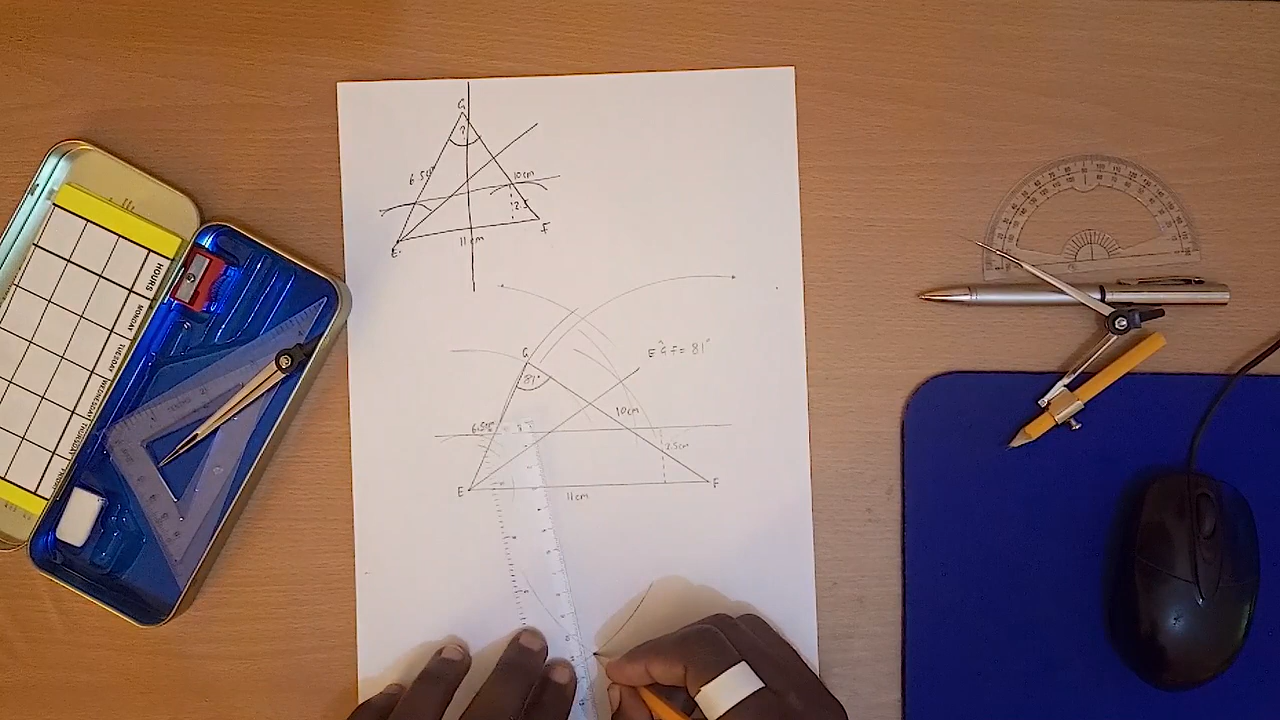 G
?
6.5cm
10cm
2.5
E
11cm
F
G
EĜF = 81°
81°
10cm
6.5cm
2.5cm
E
F
11cm
HOURS
MONDAY
TUESDAY
WEDNESDAY
THURSDAY
FRIDAY